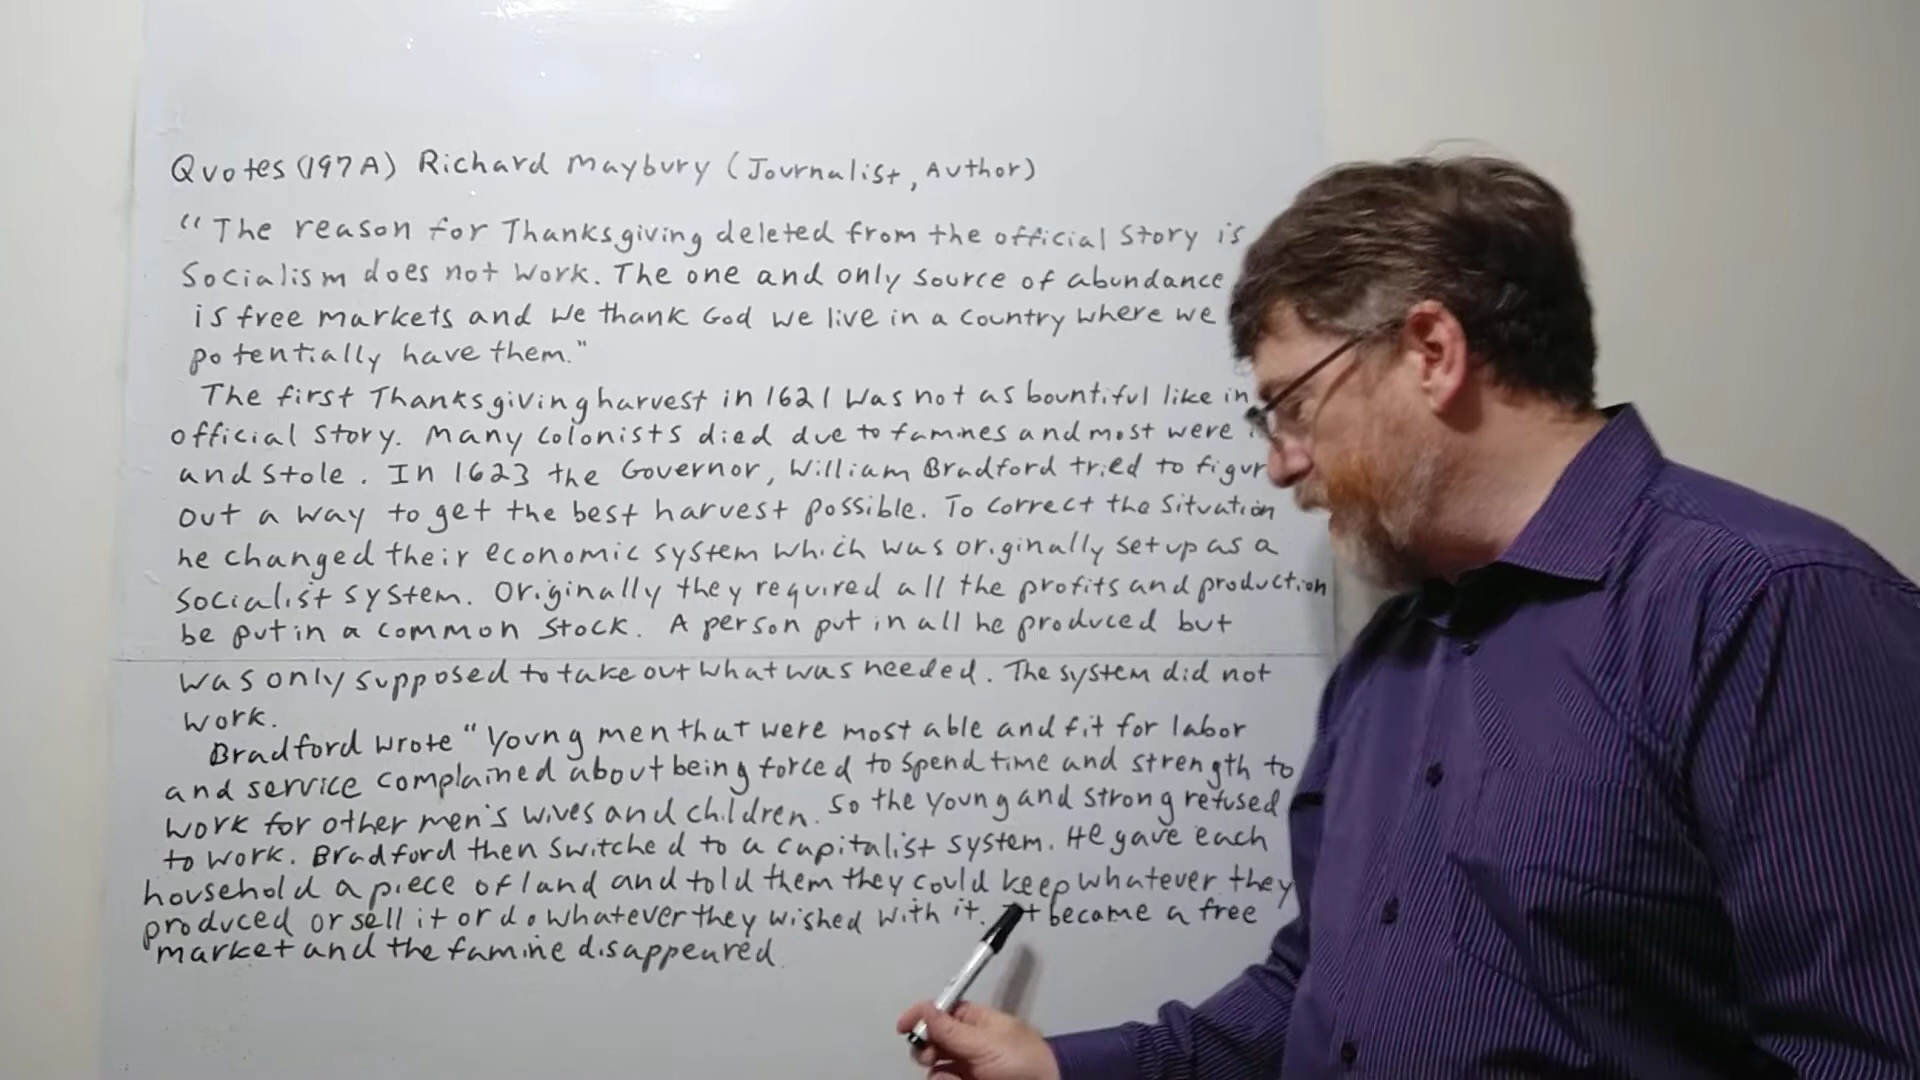 Quotes (197A) Richard Maybury (Journalist, Author)
"The reason for Thanksgiving deleted from the official Story is
Socialism does not work. The one and only source of abundance
is free markets and we thank God we live in a country where we
potentially have them."
The first Thanksgiving harvest in 1621 was not as bountiful like in
official story. Many colonists died due to famines and most were
and stole. In 1623 the Governor, William Bradford tried to figur
out a way to get the best harvest possible. To correct the situation
he changed their economic system which was originally set up as a
Socialist system. Originally they required all the profits and production
be put in a common stock. A person put in all he produced but
was only supposed to take out what was needed. The system did not
work.
Bradford wrote "Young men that were most able and fit for labor
and service complained about being forced to spend time and strength to
work for other men's wives and children. So the young and strong refused
to work. Bradford then switched to a capitalist system. He gave each
household a piece of land and told them they could keep whatever they
produced or sell it or do whatever they wished with it. It became a free
market and the famine disappeared.